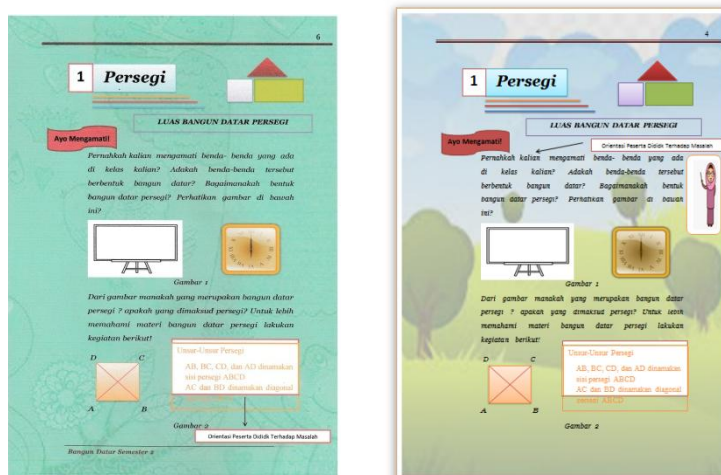 6
1 Persegi
LUAS BANGUN DATAR PERSEGI
Ayo Mengamati!
Pernahkah kalian mengamati benda- benda yang ada
di kelas kalian? Adakah benda-benda tersebut
berbentuk bangun datar? Bagaimanakah bentuk
bangun datar persegi? Perhatikan gambar di bawah
ini?
Gambar 1
Dari gambar manakah yang merupakan bangun datar
persegi ? apakah yang dimaksud persegi? Untuk lebih
memahami materi bangun datar persegi lakukan
kegiatan berikut!
D C
A B
Unsur-Unsur Persegi
AB, BC, CD, dan AD dinamakan
sisi persegi ABCD
AC dan BD dinamakan diagonal
Gambar 2
Orientasi Peserta Dididk Terhadap Masalah
Bangun Datar Semester 2
4
1 Persegi
LUAS BANGUN DATAR PERSEGI
Ayo Mengamati!
Orientasi Peserta Dididk Terhadap Masalah
Pernahkah kalian mengamati benda- benda yang ada
di kelas kalian? Adakah benda-benda tersebut
berbentuk bangun datar? Bagaimanakah bentuk
bangun datar persegi? Perhatikan gambar di bawah
ini?
Gambar 1
Dari gambar manakah yang merupakan bangun datar
persegi ? apakah yang dimaksud persegi? Untuk lebih
memahami materi bangun datar persegi lakukan
kegiatan berikut!
D C
A B
Unsur-Unsur Persegi
AB, BC, CD, dan AD dinamakan
sisi persegi ABCD
AC dan BD dinamakan diagonal
persegi ABCD
Gambar 2